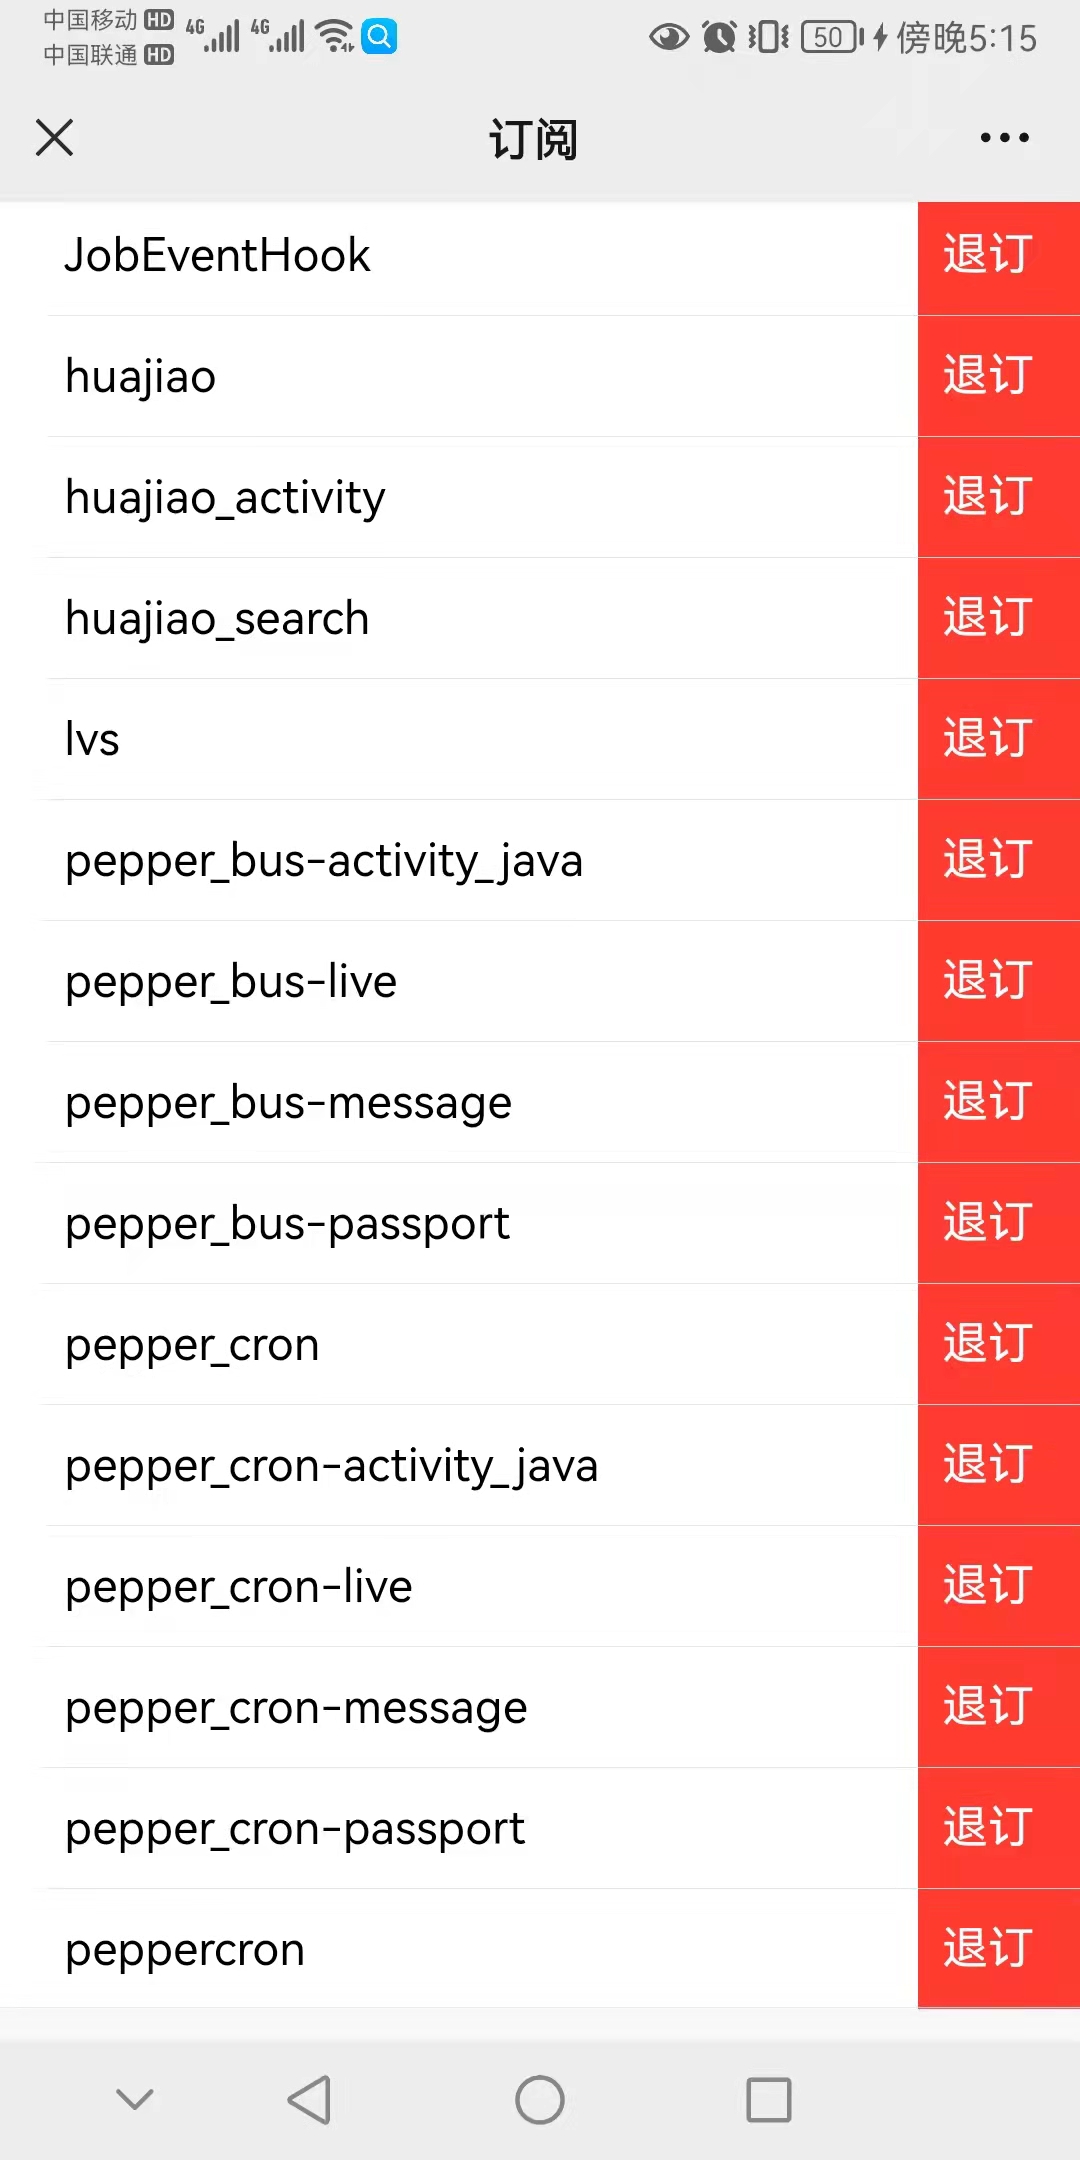 中国移动 HD 4G 4G 50 傍晚5:15
中国联通 HD
订阅
JobEventHook 退订
huajiao 退订
huajiao_activity 退订
huajiao_search 退订
lvs 退订
pepper_bus-activity_java 退订
pepper_bus-live 退订
pepper_bus-message 退订
pepper_bus-passport 退订
pepper_cron 退订
pepper_cron-activity_java 退订
pepper_cron-live 退订
pepper_cron-message 退订
pepper_cron-passport 退订
peppercron 退订